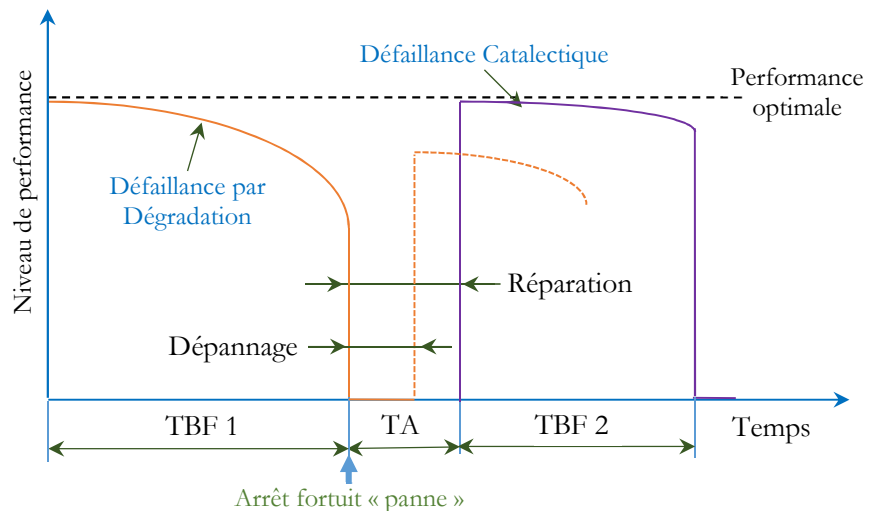 Défaillance Catalectique
Performance
optimale
Niveau de performance
Défaillance par
Dégradation
Réparation
Dépannage
TBF 1
TA
TBF 2
Temps
Arrêt fortuit « panne »